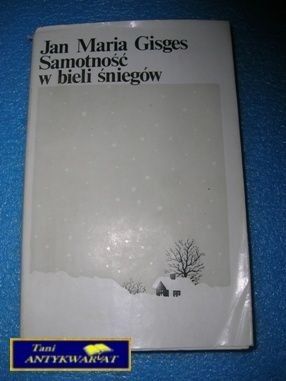 Jan Maria Gisges
Samotność
w bieli śniegów
Tani
ANTYKWARIAT